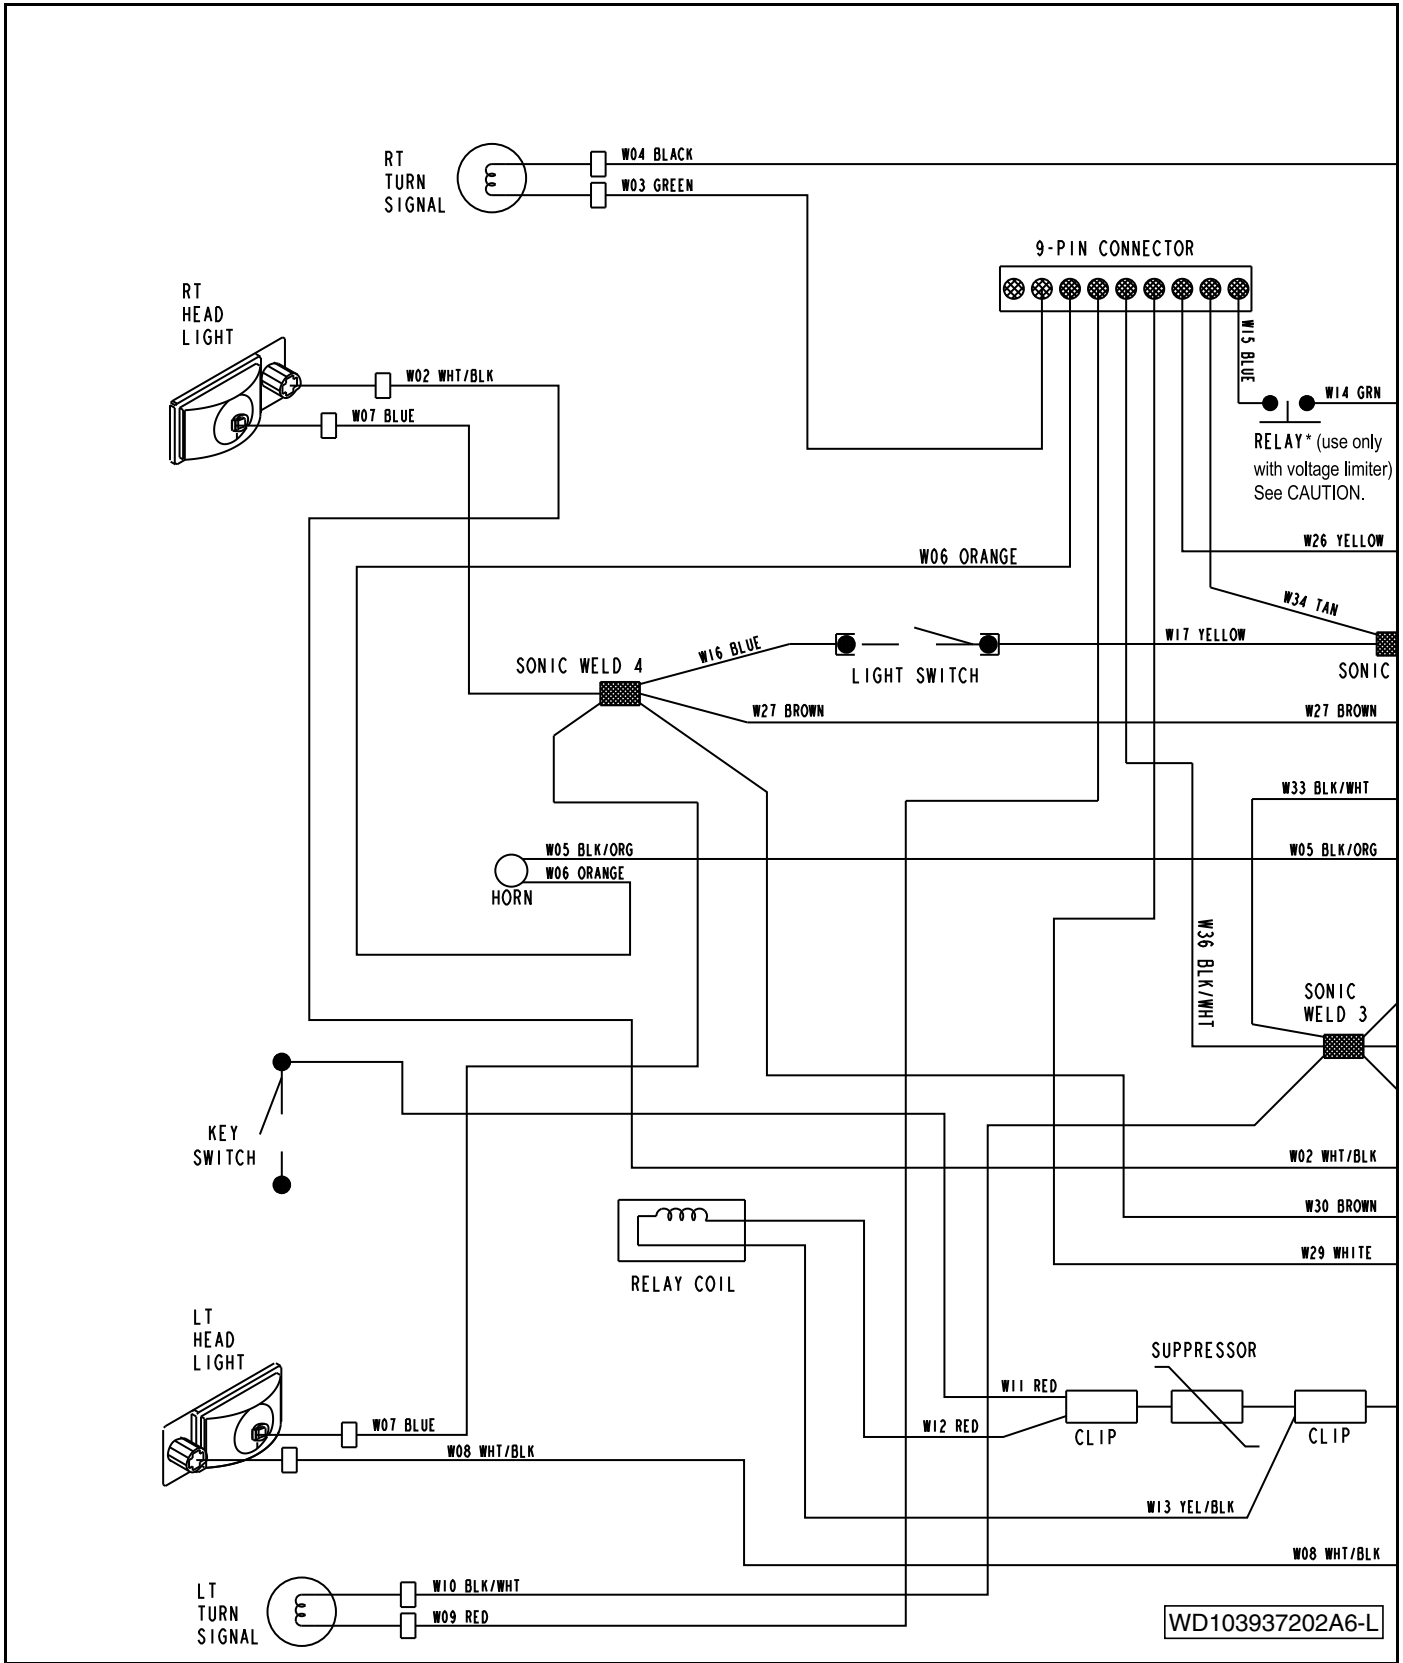 RT
TURN
SIGNAL
W04 BLACK
W03 GREEN
9-PIN CONNECTOR
RT
HEAD
LIGHT
W02 WHT/BLK
W07 BLUE
W15 BLUE
W14 GRN
RELAY* (use only
with voltage limiter)
See CAUTION.
W26 YELLOW
W06 ORANGE
W34 TAN
W17 YELLOW
W16 BLUE
SONIC WELD 4
LIGHT SWITCH
SONIC
W27 BROWN
W27 BROWN
W33 BLK/WHT
W05 BLK/ORG
W05 BLK/ORG
W06 ORANGE
HORN
W36 BLK/WHT
SONIC
WELD 3
KEY
SWITCH
W02 WHT/BLK
W30 BROWN
W29 WHITE
RELAY COIL
LT
HEAD
LIGHT
SUPPRESSOR
W11 RED
W12 RED
CLIP
CLIP
W07 BLUE
W08 WHT/BLK
W13 YEL/BLK
W08 WHT/BLK
LT
TURN
SIGNAL
W10 BLK/WHT
W09 RED
WD103937202A6-L